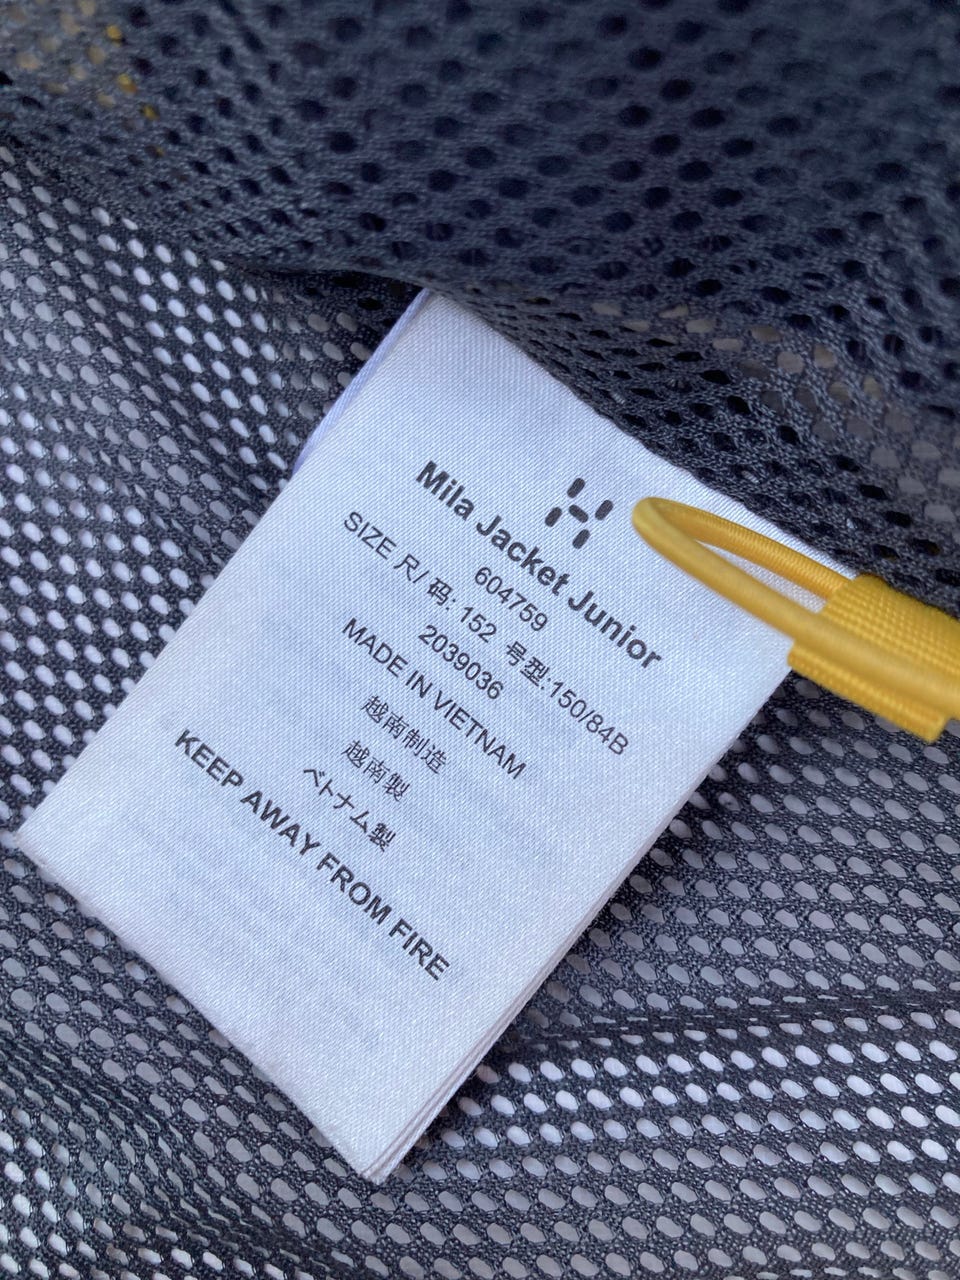 Mila Jacket Junior
604759
SIZE 尺/ 码: 152 号型:150/84B
2039036
MADE IN VIETNAM
越南制造
越南製
ベトナム製
KEEP AWAY FROM FIRE